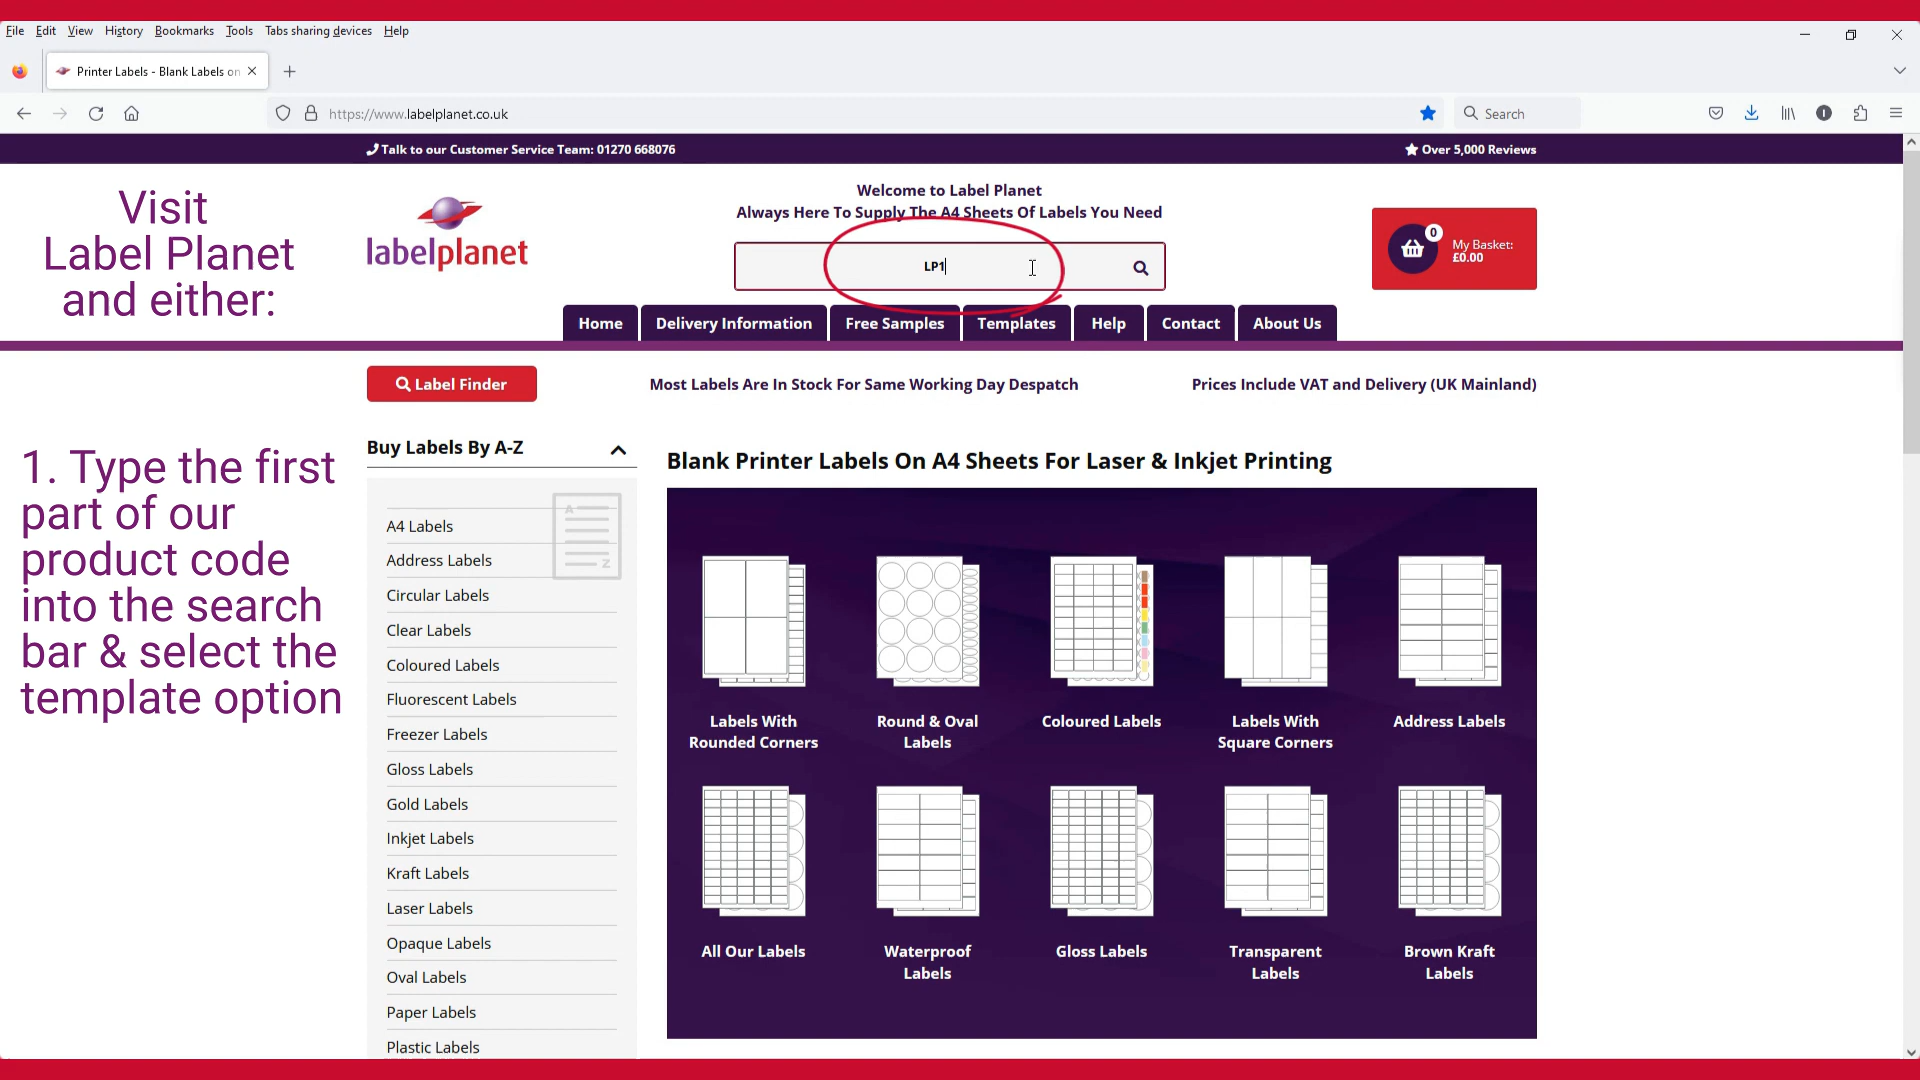 File Edit View History Bookmarks Tools Tabs sharing devices Help
Printer Labels - Blank Labels on
https://www.labelplanet.co.uk
Search
Talk to our Customer Service Team: 01270 668076
Over 5,000 Reviews
Visit
Label Planet
and either:
labelplanet
Welcome to Label Planet
Always Here To Supply The A4 Sheets Of Labels You Need
LP1
0
My Basket:
£0.00
Home
Delivery Information
Free Samples
Templates
Help
Contact
About Us
Label Finder
Most Labels Are In Stock For Same Working Day Despatch
Prices Include VAT and Delivery (UK Mainland)
1. Type the first
part of our
product code
into the search
bar & select the
template option
Buy Labels By A-Z
A
Z
A4 Labels
Address Labels
Circular Labels
Clear Labels
Coloured Labels
Fluorescent Labels
Freezer Labels
Gloss Labels
Gold Labels
Inkjet Labels
Kraft Labels
Laser Labels
Opaque Labels
Oval Labels
Paper Labels
Plastic Labels
Blank Printer Labels On A4 Sheets For Laser & Inkjet Printing
Labels With
Rounded Corners
Round & Oval
Labels
Coloured Labels
Labels With
Square Corners
Address Labels
All Our Labels
Waterproof
Labels
Gloss Labels
Transparent
Labels
Brown Kraft
Labels